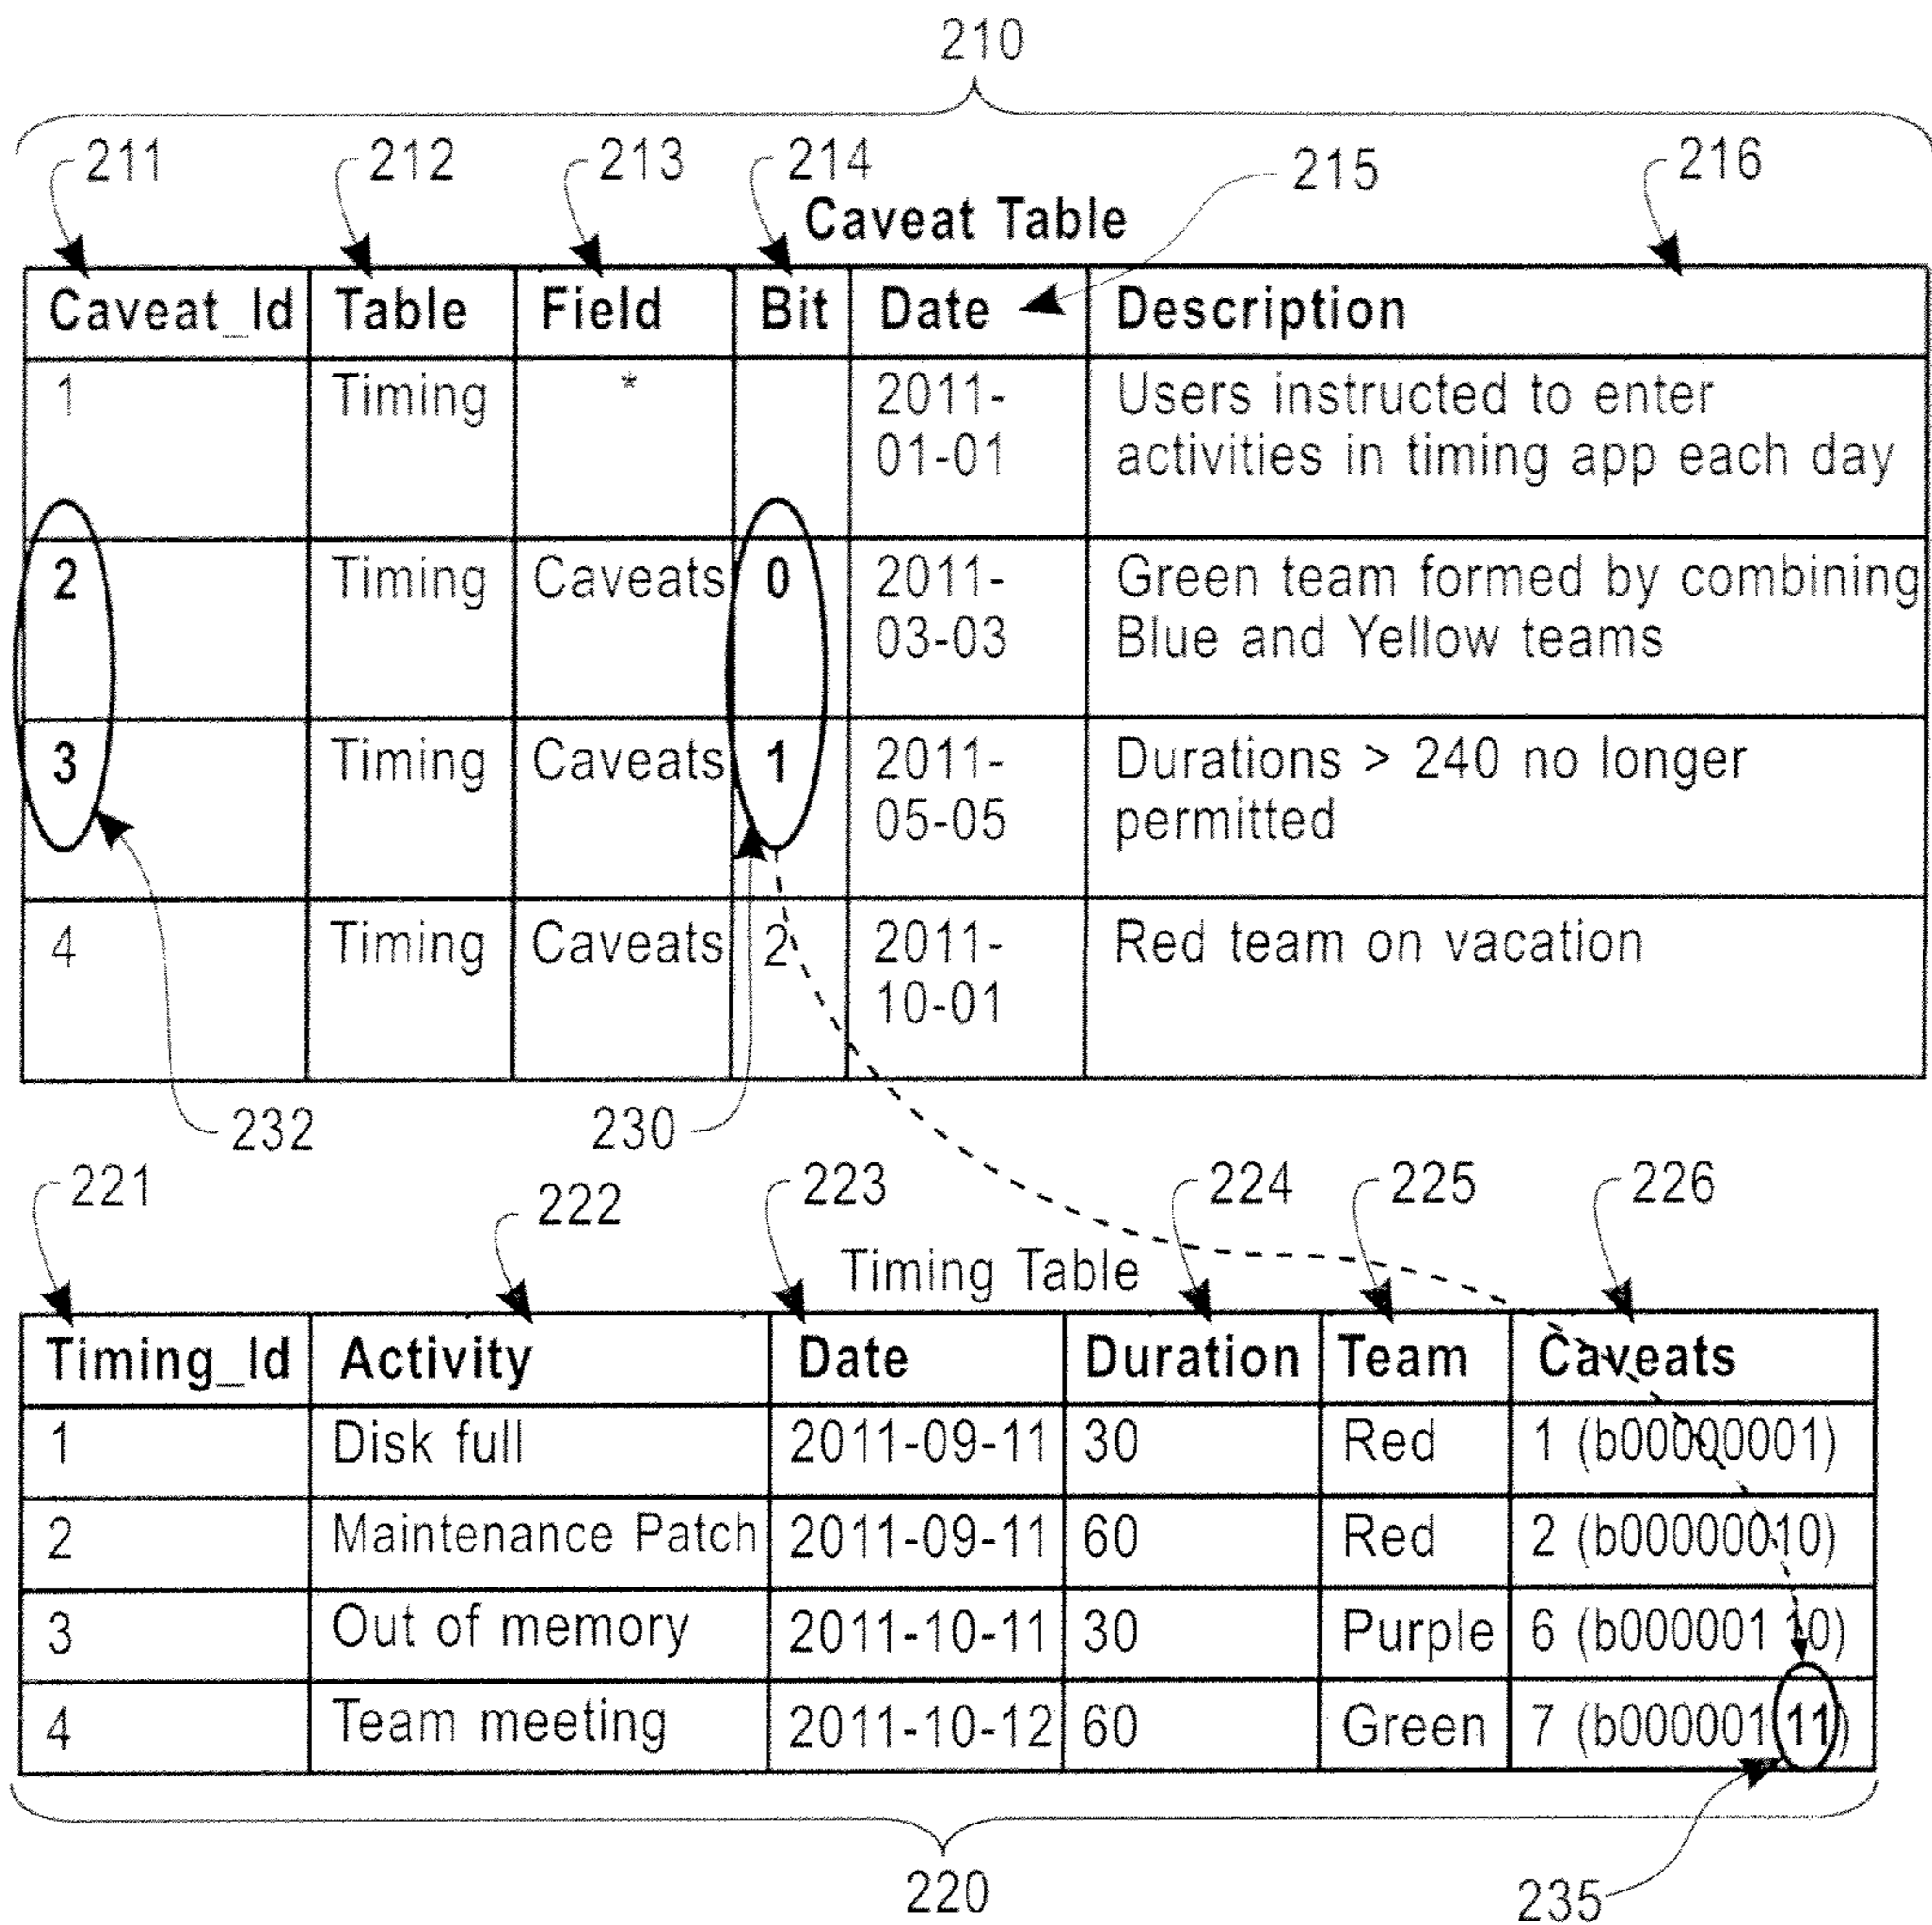 210
211 212 213 214 215 216
Caveat Table
Caveat_Id Table Field Bit Date Description
1 Timing * 2011- Users instructed to enter
01-01 activities in timing app each day
2 Timing Caveats 0 2011- Green team formed by combining
03-03 Blue and Yellow teams
3 Timing Caveats 1 2011- Durations > 240 no longer
05-05 permitted
4 Timing Caveats 2 2011- Red team on vacation
10-01
232 230
221 222 223 224 225 226
Timing Table
Timing_Id Activity Date Duration Team Caveats
1 Disk full 2011-09-11 30 Red 1 (b00000001)
2 Maintenance Patch 2011-09-11 60 Red 2 (b00000010)
3 Out of memory 2011-10-11 30 Purple 6 (b00000110)
4 Team meeting 2011-10-12 60 Green 7 (b00000111)
220
235